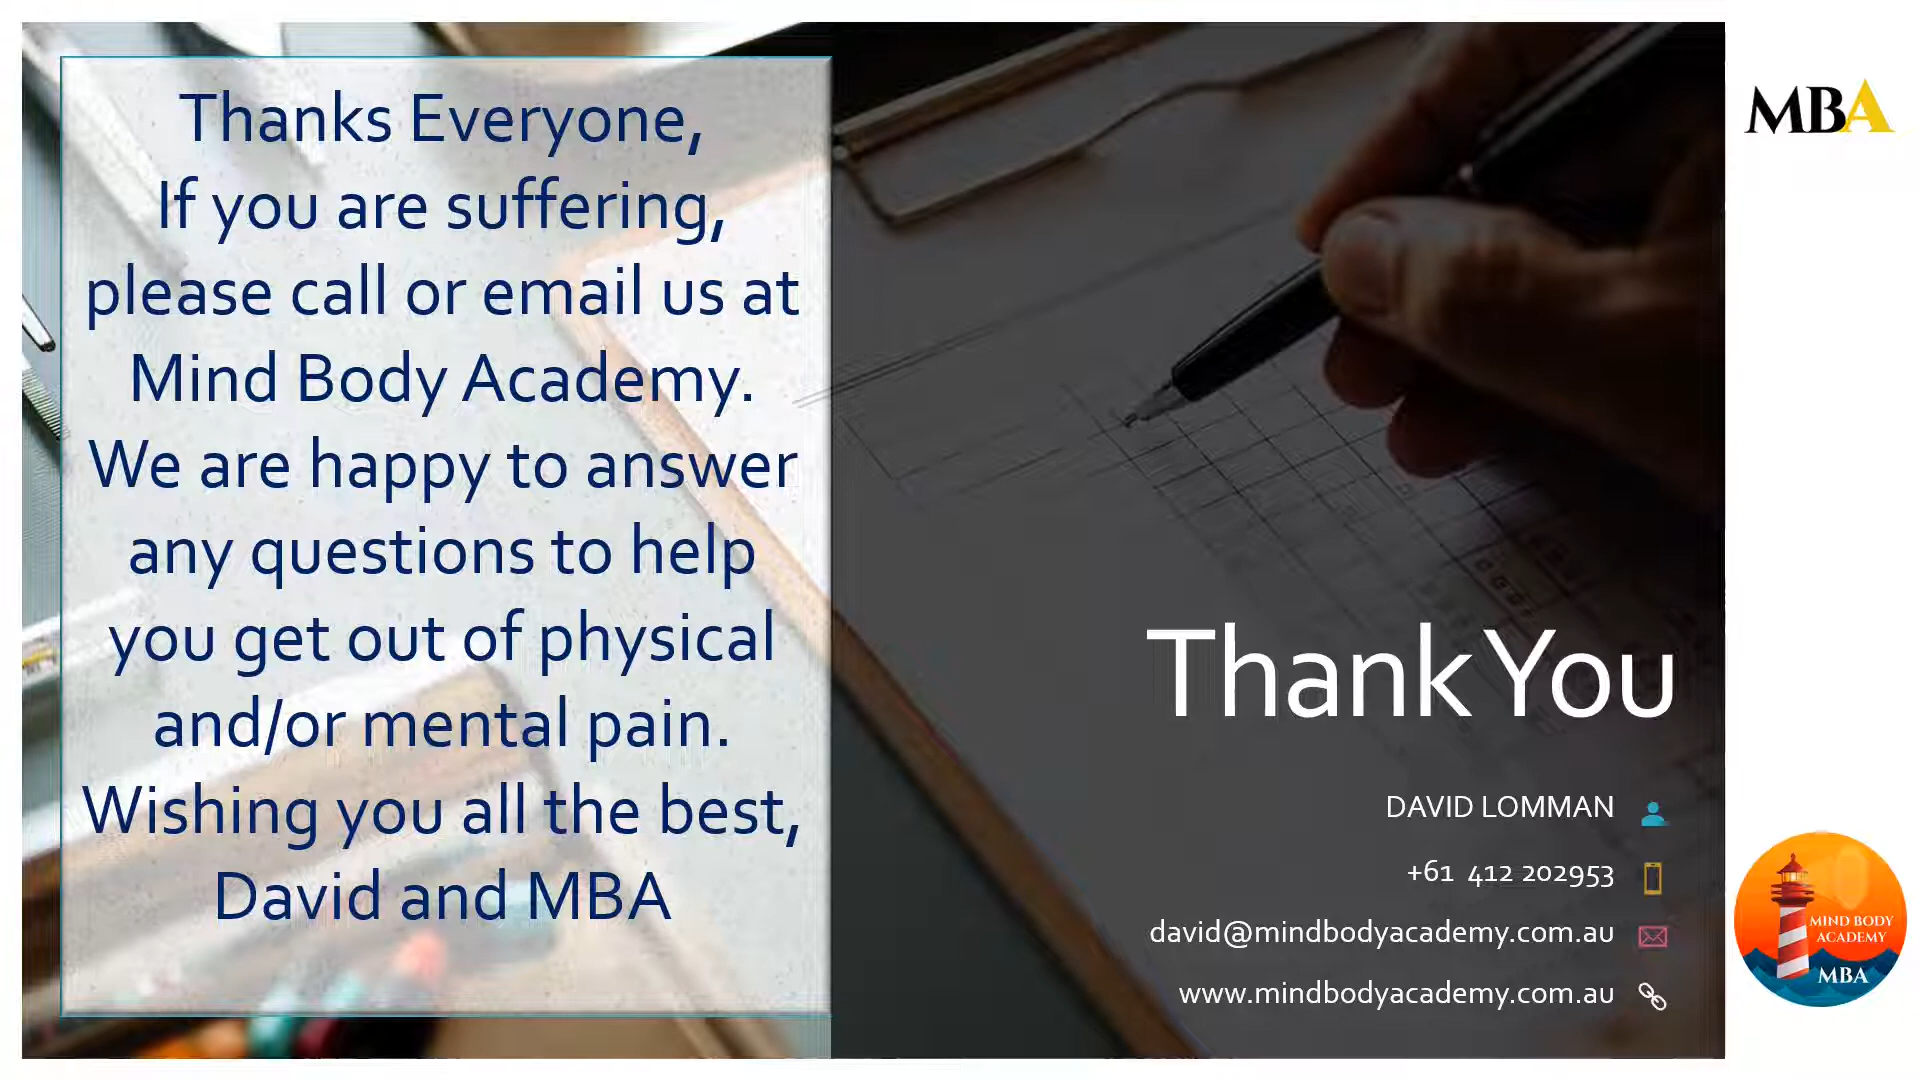 Thanks Everyone,
If you are suffering,
please call or email us at
Mind Body Academy.
We are happy to answer
any questions to help
you get out of physical
and/or mental pain.
Wishing you all the best,
David and MBA
Thank You
DAVID LOMMAN
+61 412 202953
david@mindbodyacademy.com.au
www.mindbodyacademy.com.au
MBA
MIND BODY
ACADEMY
MBA